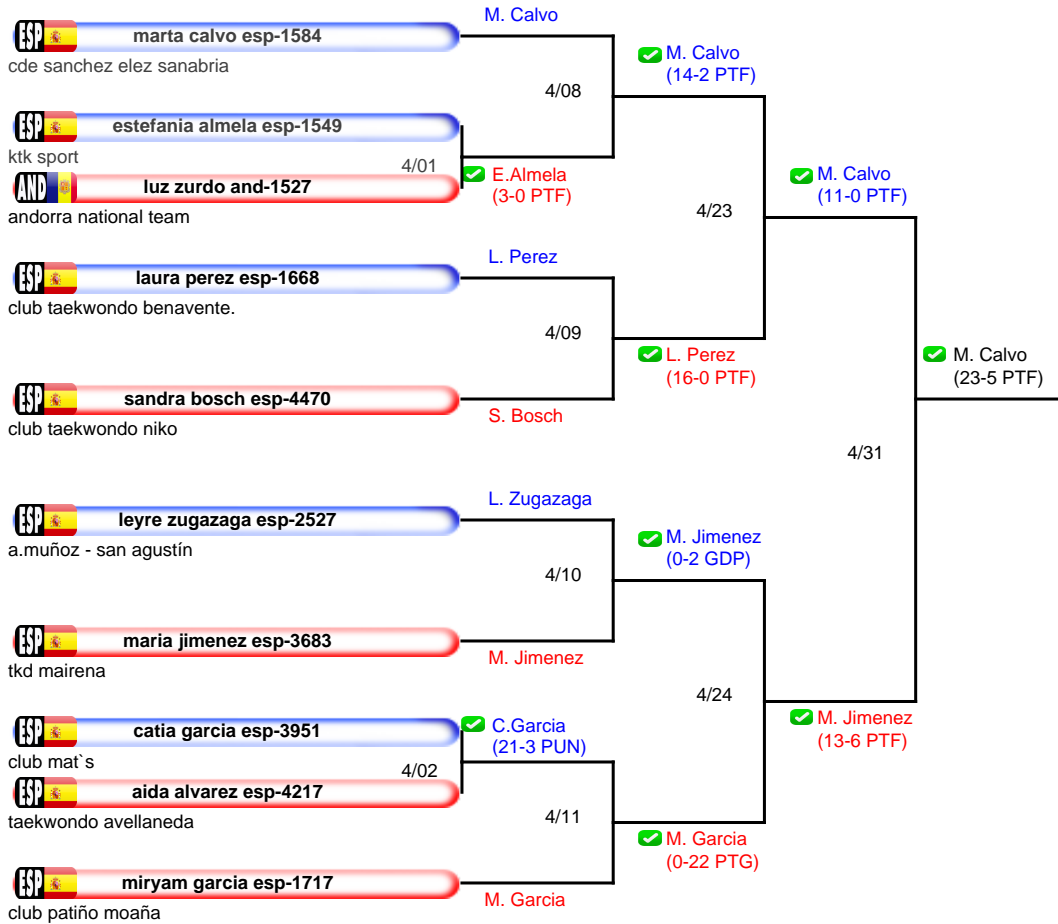 M. Calvo
ESP marta calvo esp-1584
cde sanchez elez sanabria
4/08
M. Calvo
(14-2 PTF)
ESP estefania almela esp-1549
ktk sport
4/01
E.Almela
(3-0 PTF)
AND luz zurdo and-1527
andorra national team
M. Calvo
(11-0 PTF)
4/23
L. Perez
ESP laura perez esp-1668
club taekwondo benavente.
4/09
L. Perez
(16-0 PTF)
ESP sandra bosch esp-4470
club taekwondo niko
S. Bosch
M. Calvo
(23-5 PTF)
4/31
L. Zugazaga
ESP leyre zugazaga esp-2527
a.muñoz - san agustín
4/10
M. Jimenez
(0-2 GDP)
ESP maria jimenez esp-3683
tkd mairena
M. Jimenez
4/24
M. Jimenez
(13-6 PTF)
ESP catia garcia esp-3951
club mat`s
C.Garcia
(21-3 PUN)
4/02
ESP aida alvarez esp-4217
taekwondo avellaneda
4/11
M. Garcia
(0-22 PTG)
ESP miryam garcia esp-1717
club patiño moaña
M. Garcia